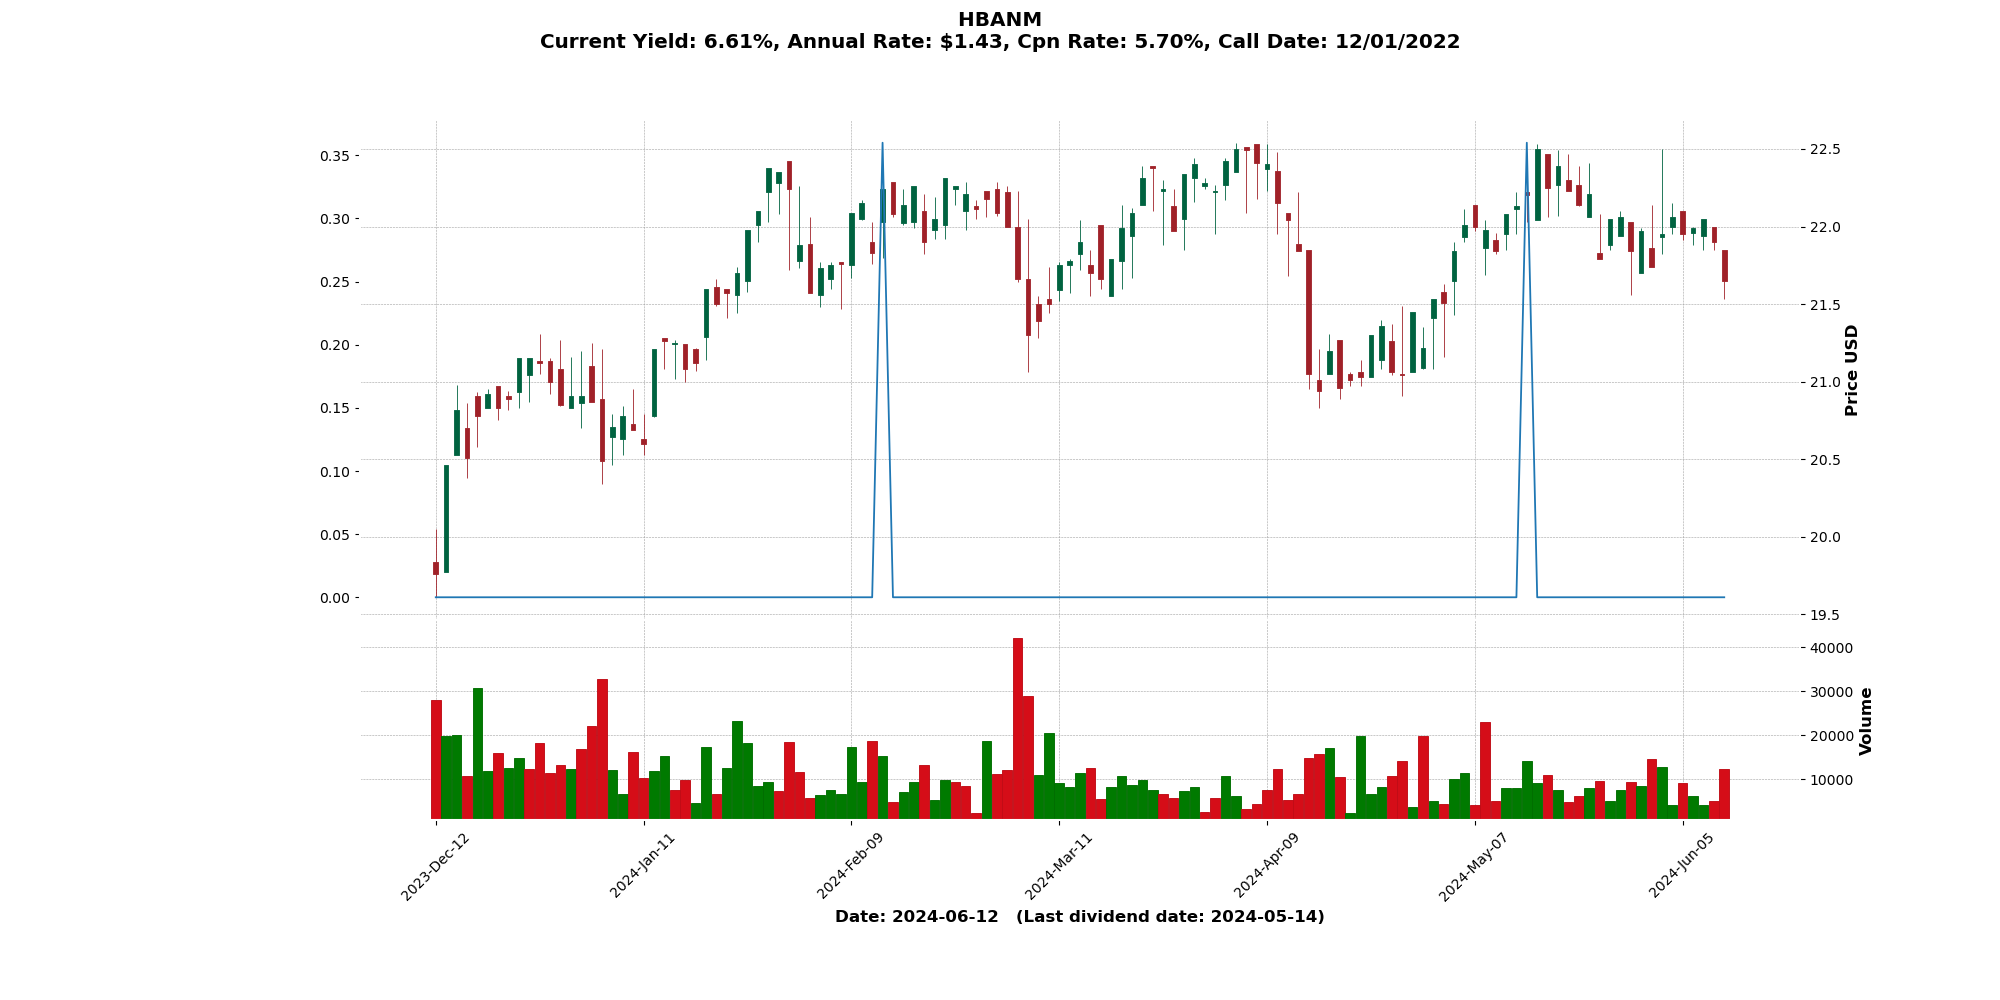 HBANM
Current Yield: 6.61%, Annual Rate: $1.43, Cpn Rate: 5.70%, Call Date: 12/01/2022
0.35
0.30
0.25
0.20
0.15
0.10
0.05
0.00
22.5
22.0
21.5
21.0
20.5
20.0
19.5
Price USD
40000
30000
20000
10000
Volume
2023-Dec-12
2024-Jan-11
2024-Feb-09
2024-Mar-11
2024-Apr-09
2024-May-07
2024-Jun-05
Date: 2024-06-12 (Last dividend date: 2024-05-14)